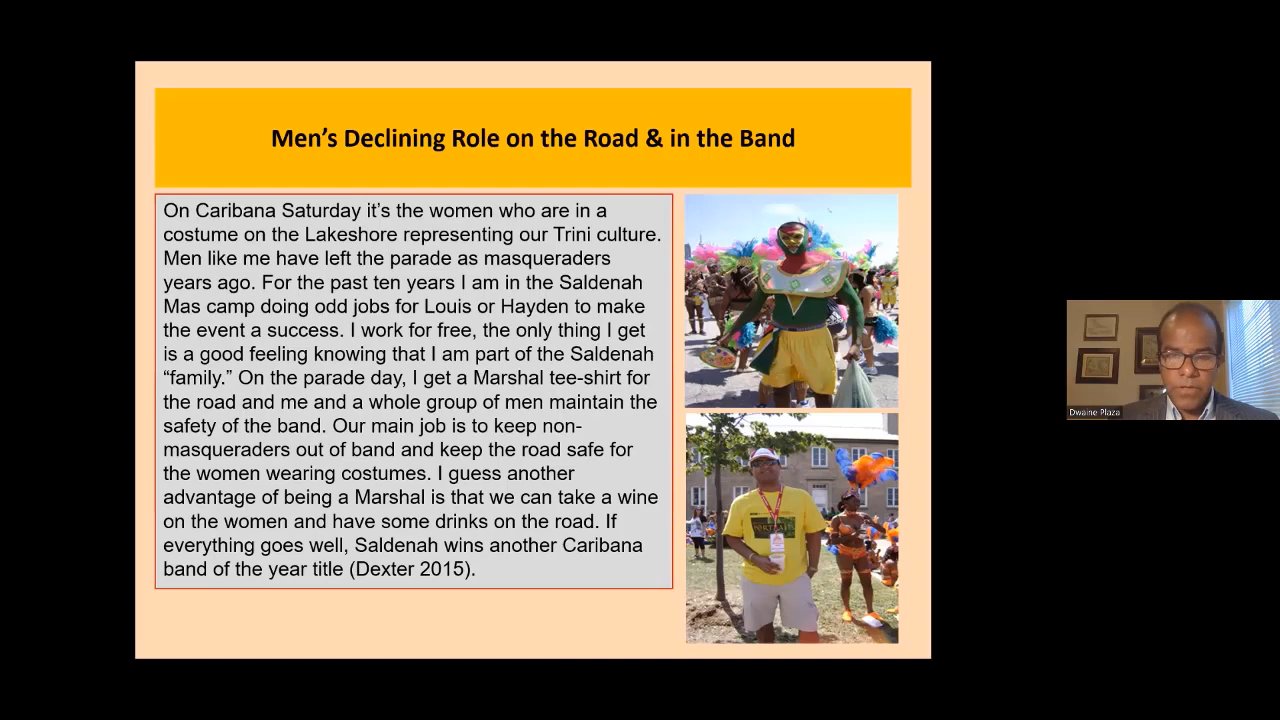 Men’s Declining Role on the Road & in the Band
On Caribana Saturday it’s the women who are in a
costume on the Lakeshore representing our Trini culture.
Men like me have left the parade as masqueraders
years ago. For the past ten years I am in the Saldenah
Mas camp doing odd jobs for Louis or Hayden to make
the event a success. I work for free, the only thing I get
is a good feeling knowing that I am part of the Saldenah
“family.” On the parade day, I get a Marshal tee-shirt for
the road and me and a whole group of men maintain the
safety of the band. Our main job is to keep non-
masqueraders out of band and keep the road safe for
the women wearing costumes. I guess another
advantage of being a Marshal is that we can take a wine
on the women and have some drinks on the road. If
everything goes well, Saldenah wins another Caribana
band of the year title (Dexter 2015).
Dwaine Plaza